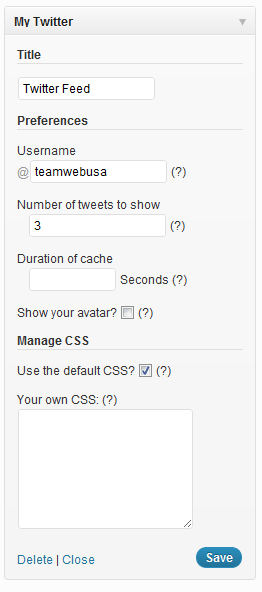 My Twitter
Title
Twitter Feed
Preferences
Username
@ teamwebusa (?)
Number of tweets to show
3 (?)
Duration of cache
Seconds (?)
Show your avatar? (?)
Manage CSS
Use the default CSS? (?)
Your own CSS: (?)
Delete | Close Save